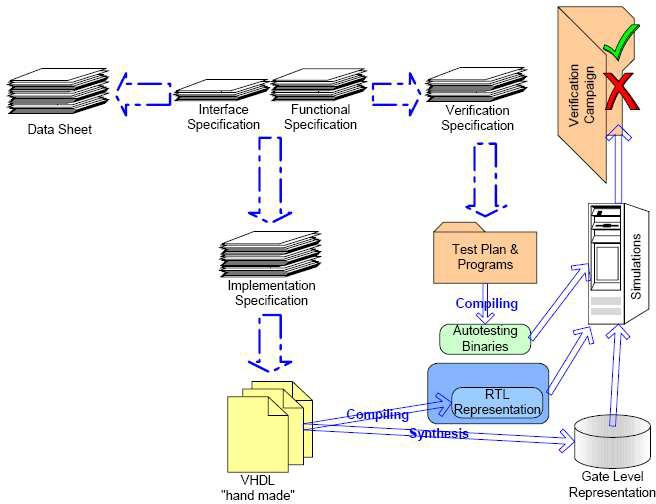 Data Sheet
Interface
Specification
Functional
Specification
Verification
Specification
Verification
Campaign
Implementation
Specification
Test Plan &
Programs
Simulations
Compiling
Autotesting
Binaries
RTL
Representation
Compiling
Synthesis
VHDL
"hand made"
Gate Level
Representation